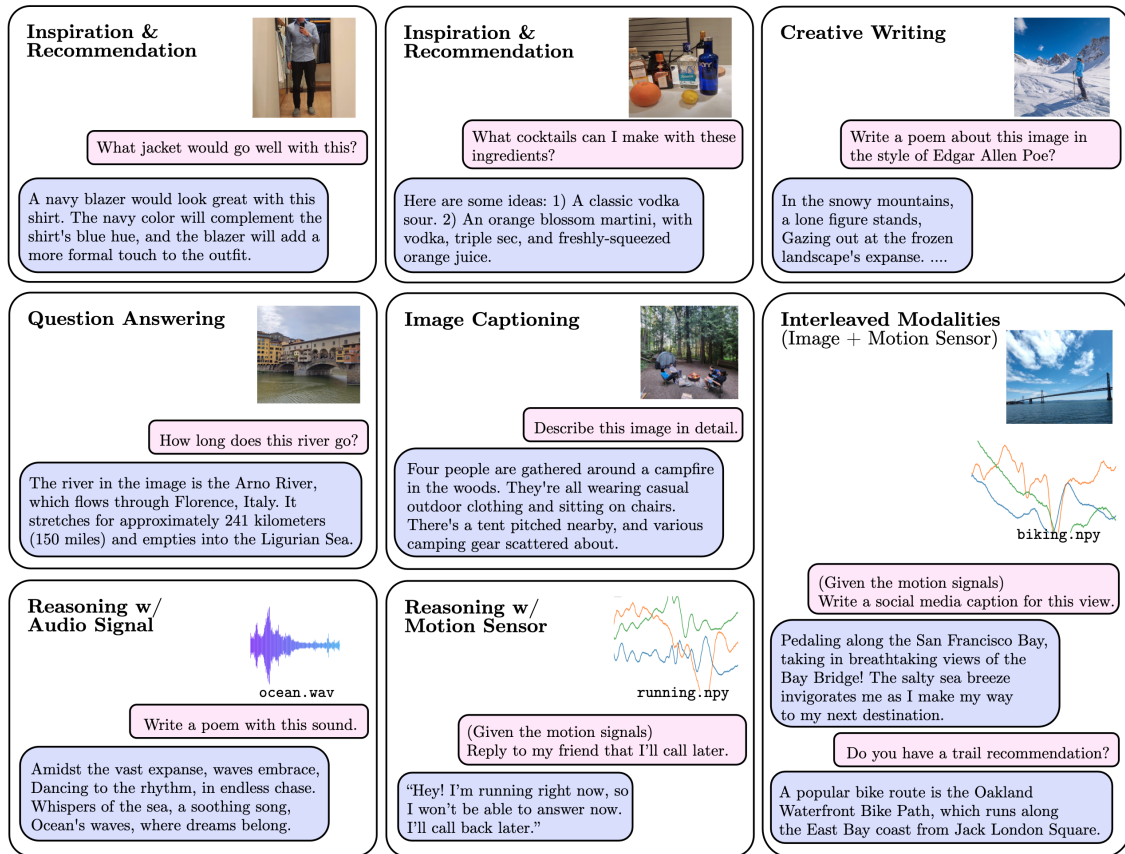 Inspiration &
Recommendation
What jacket would go well with this?
A navy blazer would look great with this
shirt. The navy color will complement the
shirt's blue hue, and the blazer will add a
more formal touch to the outfit.
Inspiration &
Recommendation
What cocktails can I make with these
ingredients?
Here are some ideas: 1) A classic vodka
sour. 2) An orange blossom martini, with
vodka, triple sec, and freshly-squeezed
orange juice.
Creative Writing
Write a poem about this image in
the style of Edgar Allen Poe?
In the snowy mountains,
a lone figure stands,
Gazing out at the frozen
landscape's expanse. ....
Question Answering
How long does this river go?
The river in the image is the Arno River,
which flows through Florence, Italy. It
stretches for approximately 241 kilometers
(150 miles) and empties into the Ligurian Sea.
Image Captioning
Describe this image in detail.
Four people are gathered around a campfire
in the woods. They're all wearing casual
outdoor clothing and sitting on chairs.
There's a tent pitched nearby, and various
camping gear scattered about.
Interleaved Modalities
(Image + Motion Sensor)
biking.npy
(Given the motion signals)
Write a social media caption for this view.
Pedaling along the San Francisco Bay,
taking in breathtaking views of the
Bay Bridge! The salty sea breeze
invigorates me as I make my way
to my next destination.
Do you have a trail recommendation?
A popular bike route is the Oakland
Waterfront Bike Path, which runs along
the East Bay coast from Jack London Square.
Reasoning w/
Audio Signal
ocean.wav
Write a poem with this sound.
Amidst the vast expanse, waves embrace,
Dancing to the rhythm, in endless chase.
Whispers of the sea, a soothing song,
Ocean's waves, where dreams belong.
Reasoning w/
Motion Sensor
running.npy
(Given the motion signals)
Reply to my friend that I'll call later.
“Hey! I'm running right now, so
I won't be able to answer now.
I'll call back later.”